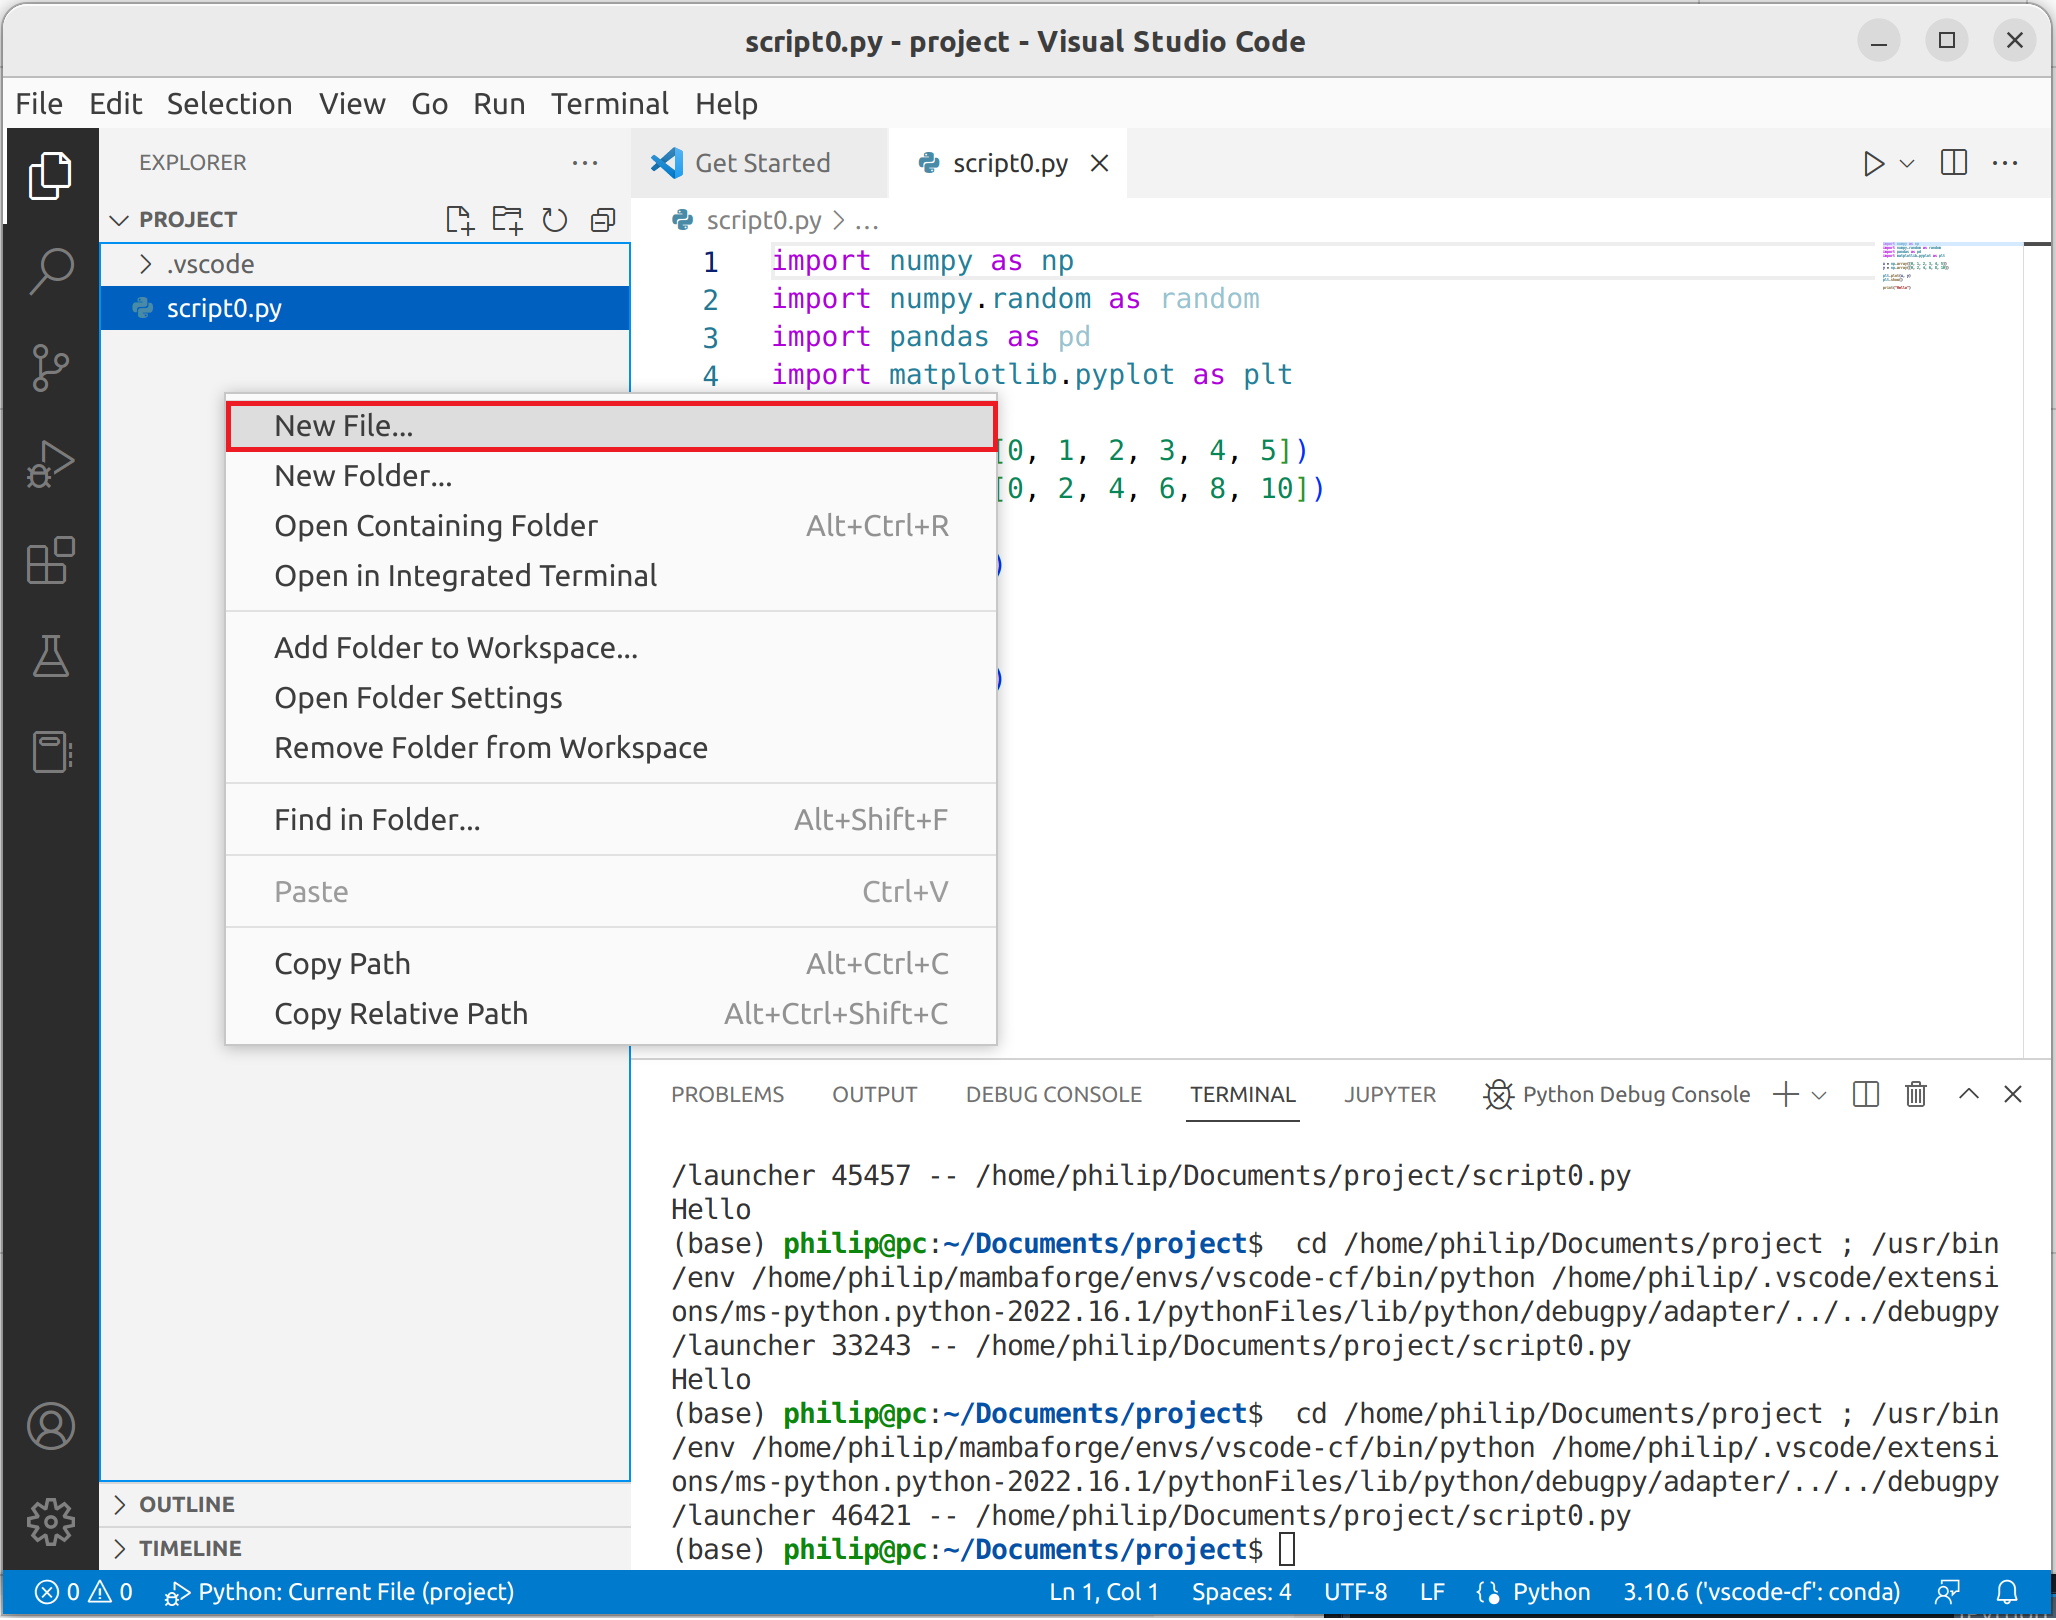 script0.py - project - Visual Studio Code
File Edit Selection View Go Run Terminal Help
EXPLORER
PROJECT
.vscode
script0.py
Get Started
script0.py
script0.py > ...
1 import numpy as np
2 import numpy.random as random
3 import pandas as pd
4 import matplotlib.pyplot as plt
[0, 1, 2, 3, 4, 5])
[0, 2, 4, 6, 8, 10])
)
)
New File...
New Folder...
Open Containing Folder Alt+Ctrl+R
Open in Integrated Terminal
Add Folder to Workspace...
Open Folder Settings
Remove Folder from Workspace
Find in Folder... Alt+Shift+F
Paste Ctrl+V
Copy Path Alt+Ctrl+C
Copy Relative Path Alt+Ctrl+Shift+C
PROBLEMS OUTPUT DEBUG CONSOLE TERMINAL JUPYTER Python Debug Console
/launcher 45457 -- /home/philip/Documents/project/script0.py
Hello
(base) philip@pc:~/Documents/project$  cd /home/philip/Documents/project ; /usr/bin
/env /home/philip/mambaforge/envs/vscode-cf/bin/python /home/philip/.vscode/extensi
ons/ms-python.python-2022.16.1/pythonFiles/lib/python/debugpy/adapter/../../debugpy
/launcher 33243 -- /home/philip/Documents/project/script0.py
Hello
(base) philip@pc:~/Documents/project$  cd /home/philip/Documents/project ; /usr/bin
/env /home/philip/mambaforge/envs/vscode-cf/bin/python /home/philip/.vscode/extensi
ons/ms-python.python-2022.16.1/pythonFiles/lib/python/debugpy/adapter/../../debugpy
/launcher 46421 -- /home/philip/Documents/project/script0.py
(base) philip@pc:~/Documents/project$
OUTLINE
TIMELINE
0 0 Python: Current File (project) Ln 1, Col 1 Spaces: 4 UTF-8 LF Python 3.10.6 ('vscode-cf': conda)